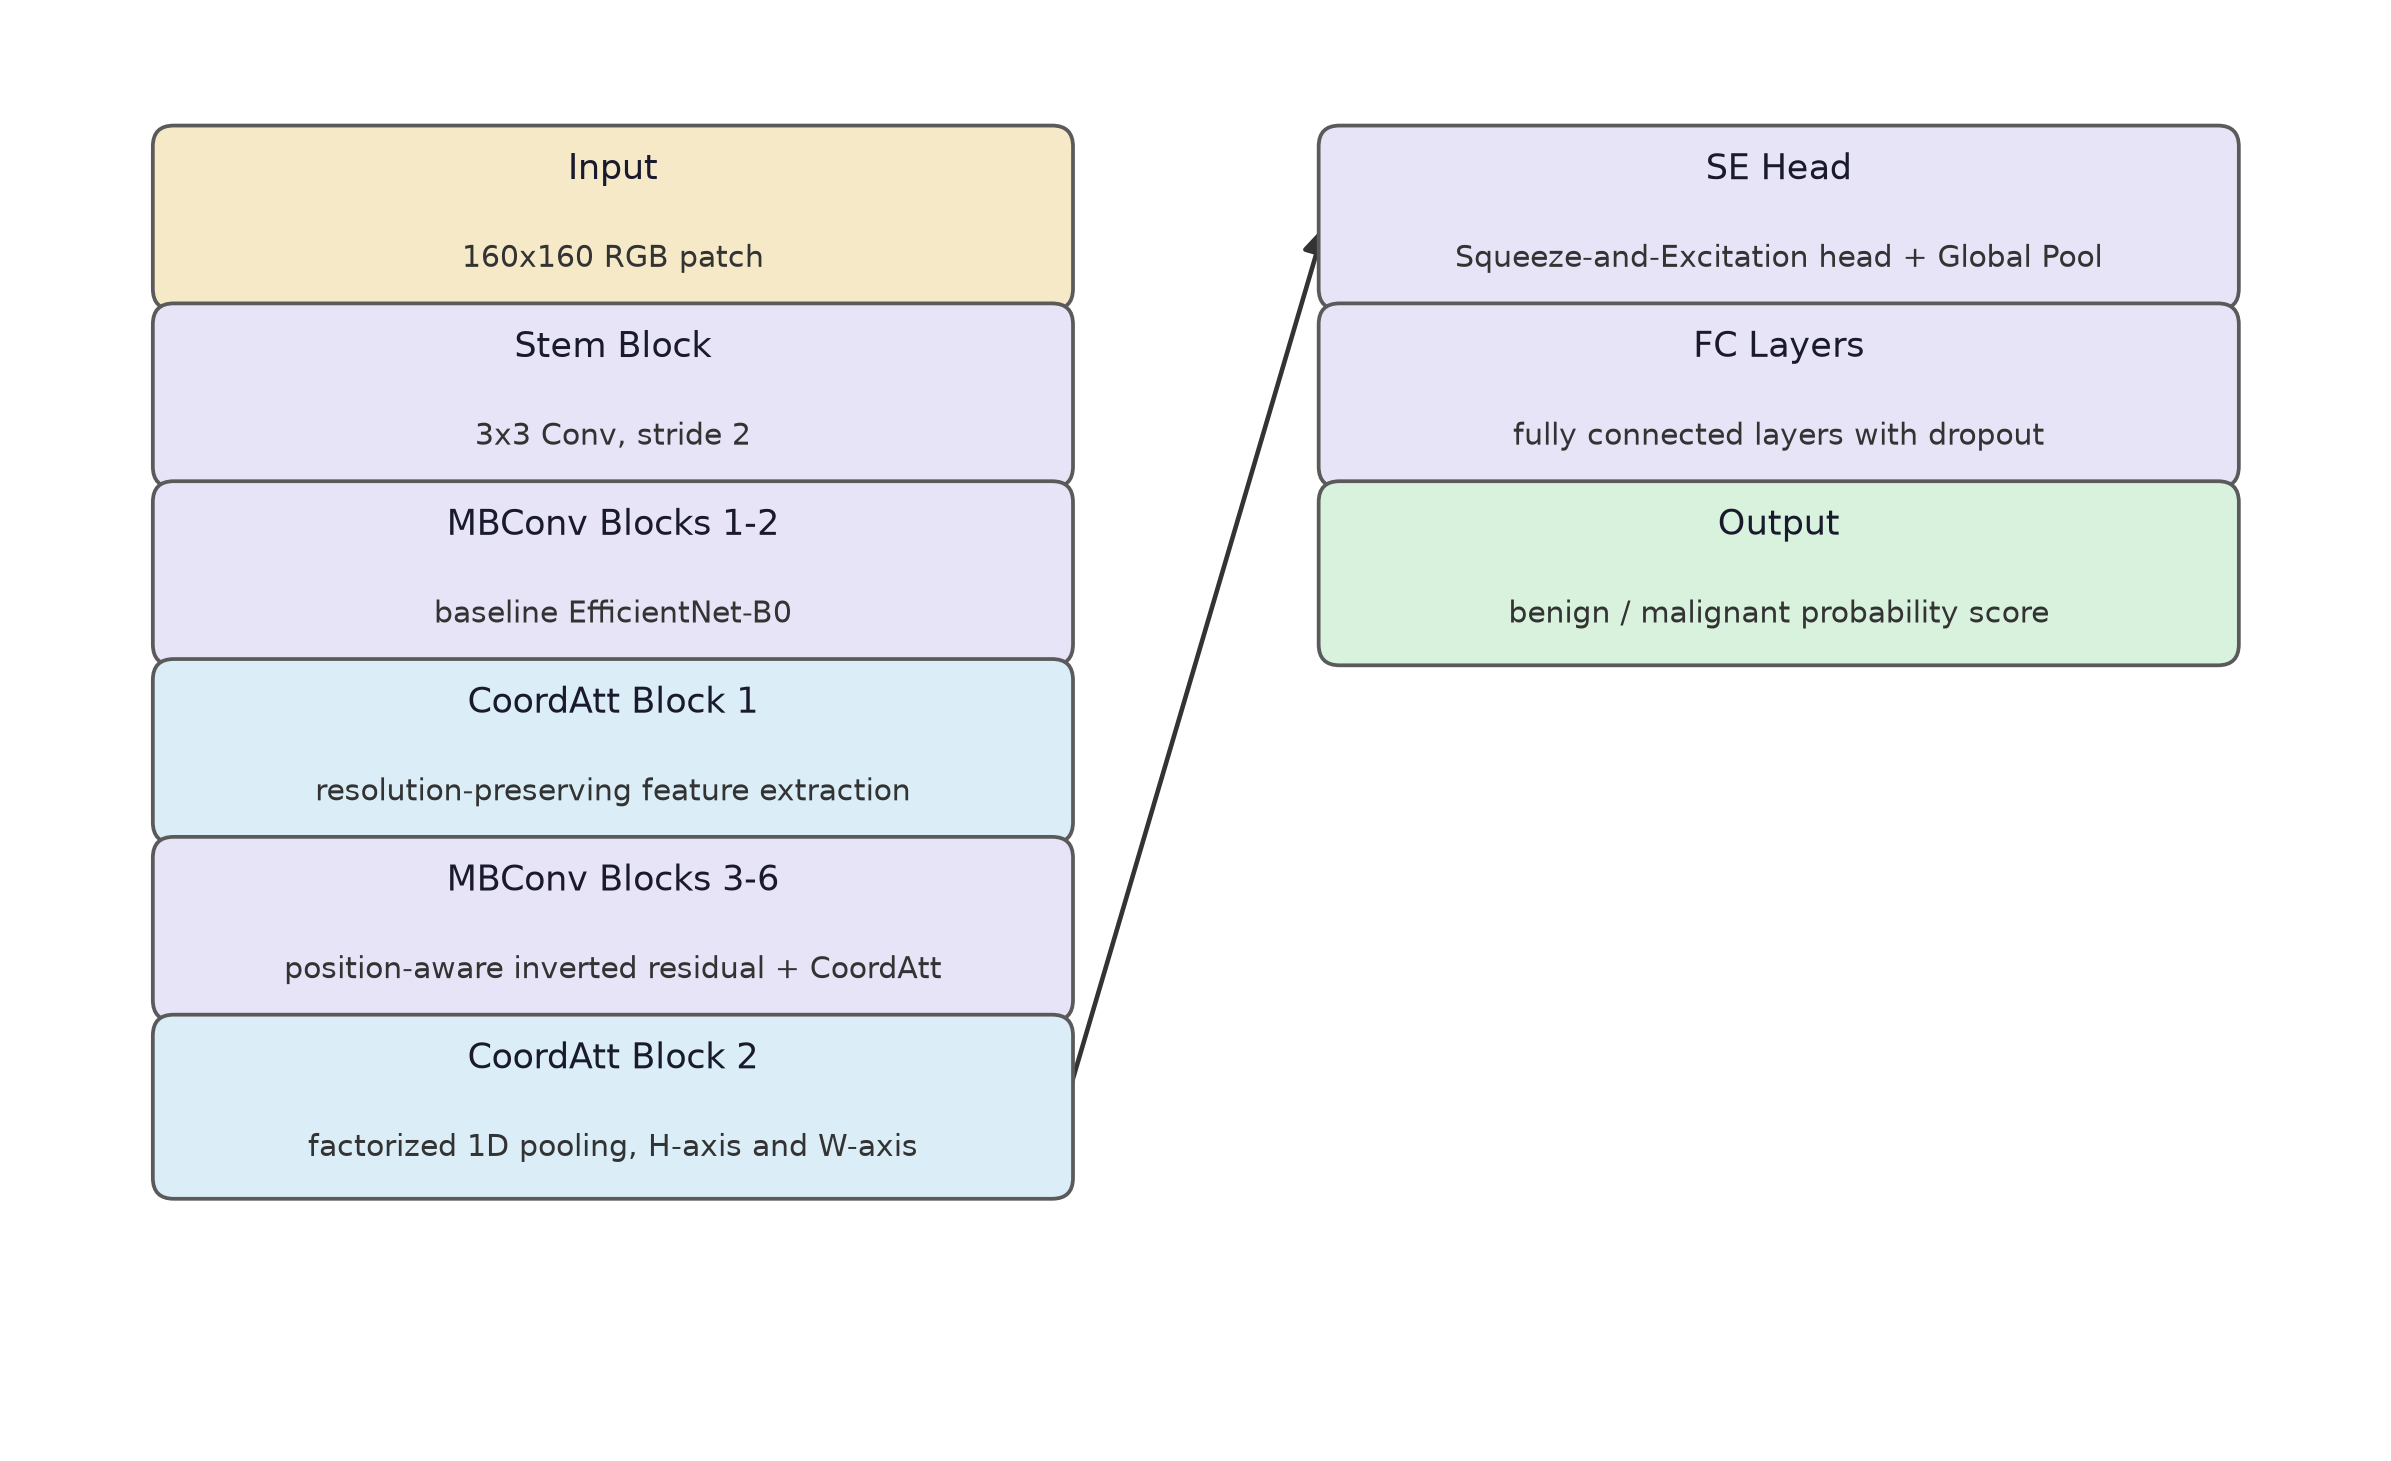 Input
160x160 RGB patch
Stem Block
3x3 Conv, stride 2
MBConv Blocks 1-2
baseline EfficientNet-B0
CoordAtt Block 1
resolution-preserving feature extraction
MBConv Blocks 3-6
position-aware inverted residual + CoordAtt
CoordAtt Block 2
factorized 1D pooling, H-axis and W-axis
SE Head
Squeeze-and-Excitation head + Global Pool
FC Layers
fully connected layers with dropout
Output
benign / malignant probability score